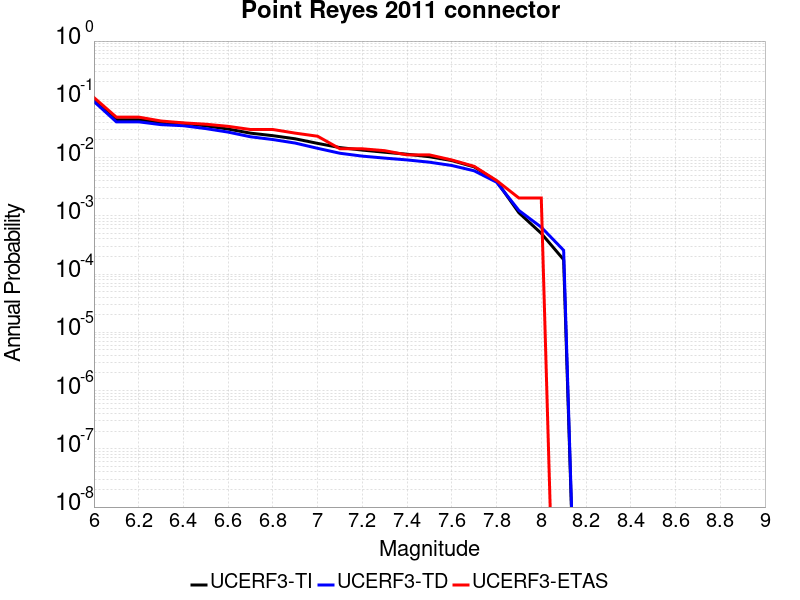 Point Reyes 2011 connector
10^0
10^-1
10^-2
10^-3
10^-4
10^-5
10^-6
10^-7
10^-8
Annual Probability
6 6.2 6.4 6.6 6.8 7 7.2 7.4 7.6 7.8 8 8.2 8.4 8.6 8.8 9
Magnitude
UCERF3-TI UCERF3-TD UCERF3-ETAS